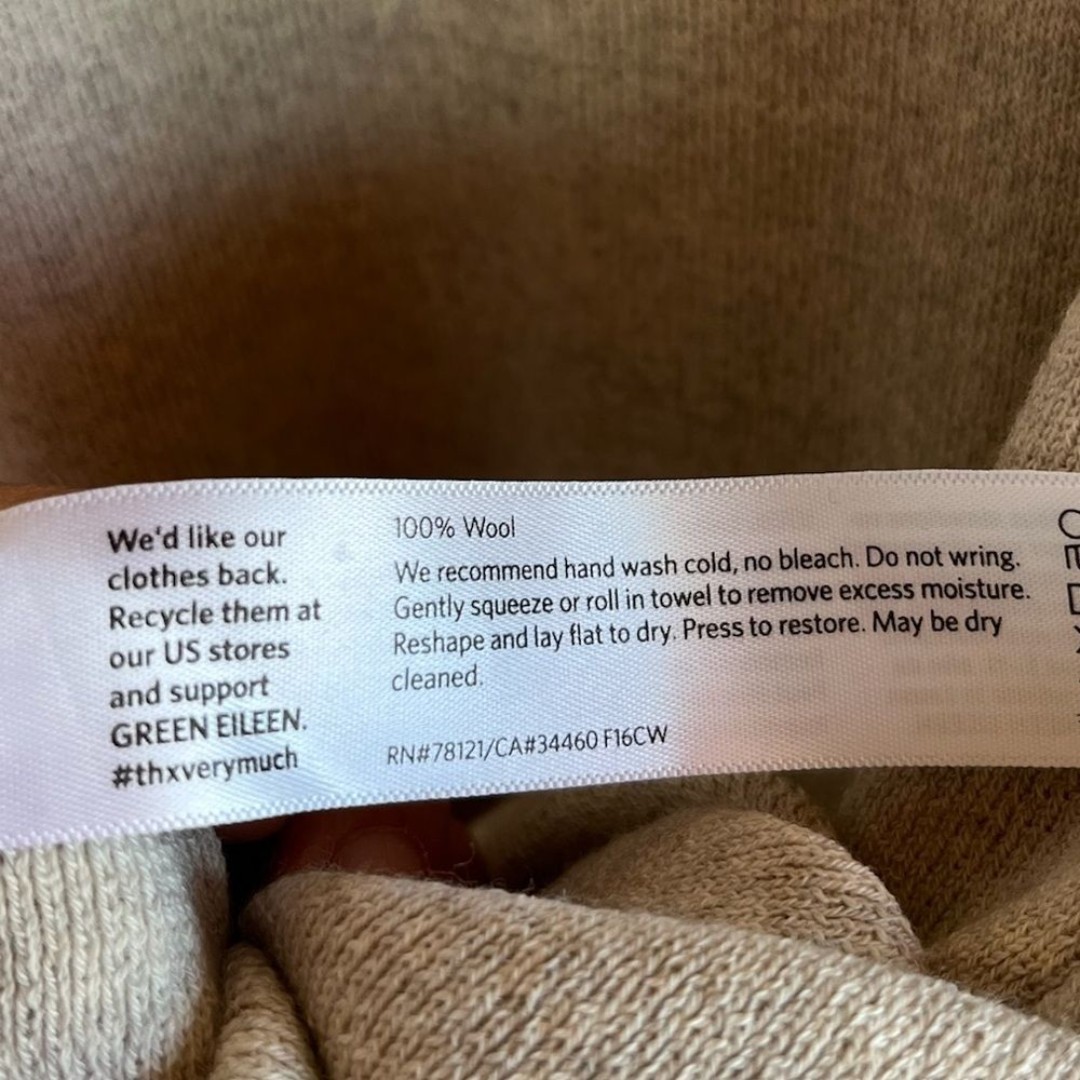 We'd like our
clothes back.
Recycle them at
our US stores
and support
GREEN EILEEN.
#thxverymuch
100% Wool
We recommend hand wash cold, no bleach. Do not wring.
Gently squeeze or roll in towel to remove excess moisture.
Reshape and lay flat to dry. Press to restore. May be dry
cleaned.
RN#78121/CA#34460 F16CW